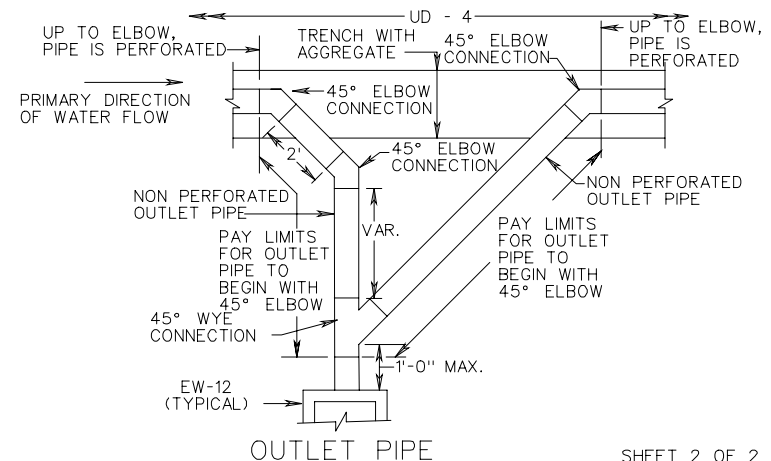 UD - 4
UP TO ELBOW,
PIPE IS PERFORATED
TRENCH WITH
AGGREGATE
45° ELBOW
CONNECTION
UP TO ELBOW,
PIPE IS
PERFORATED
PRIMARY DIRECTION
OF WATER FLOW
45° ELBOW
CONNECTION
2'
45° ELBOW
CONNECTION
NON PERFORATED
OUTLET PIPE
NON PERFORATED
OUTLET PIPE
VAR.
PAY LIMITS
FOR OUTLET
PIPE TO
BEGIN WITH
45° ELBOW
PAY LIMITS
FOR OUTLET
PIPE TO
BEGIN WITH
45° ELBOW
45° WYE
CONNECTION
1'-0" MAX.
EW-12
(TYPICAL)
OUTLET PIPE
SHEET 2 OF 2